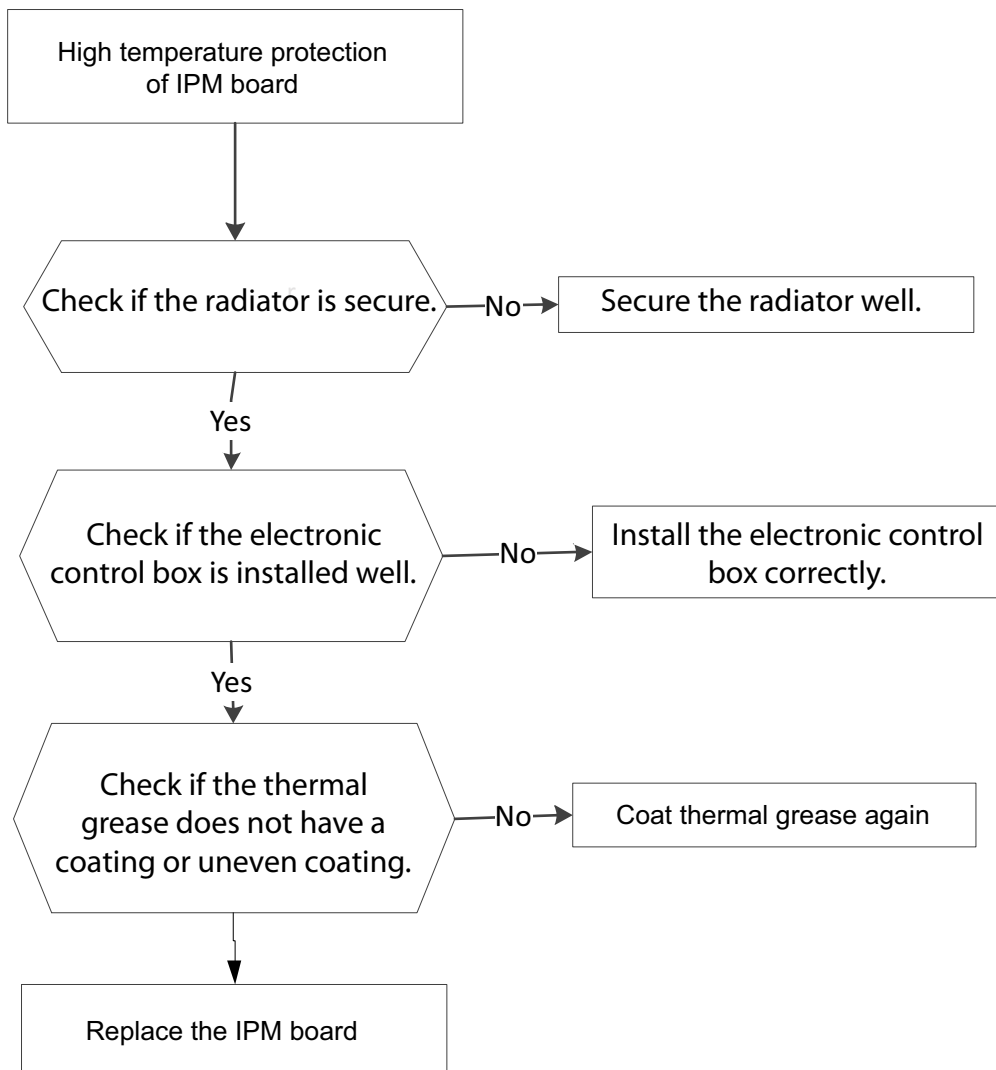 High temperature protection
of IPM board
Check if the radiator is secure.
No
Secure the radiator well.
Yes
Check if the electronic
control box is installed well.
No
Install the electronic control
box correctly.
Yes
Check if the thermal
grease does not have a
coating or uneven coating.
No
Coat thermal grease again
Replace the IPM board